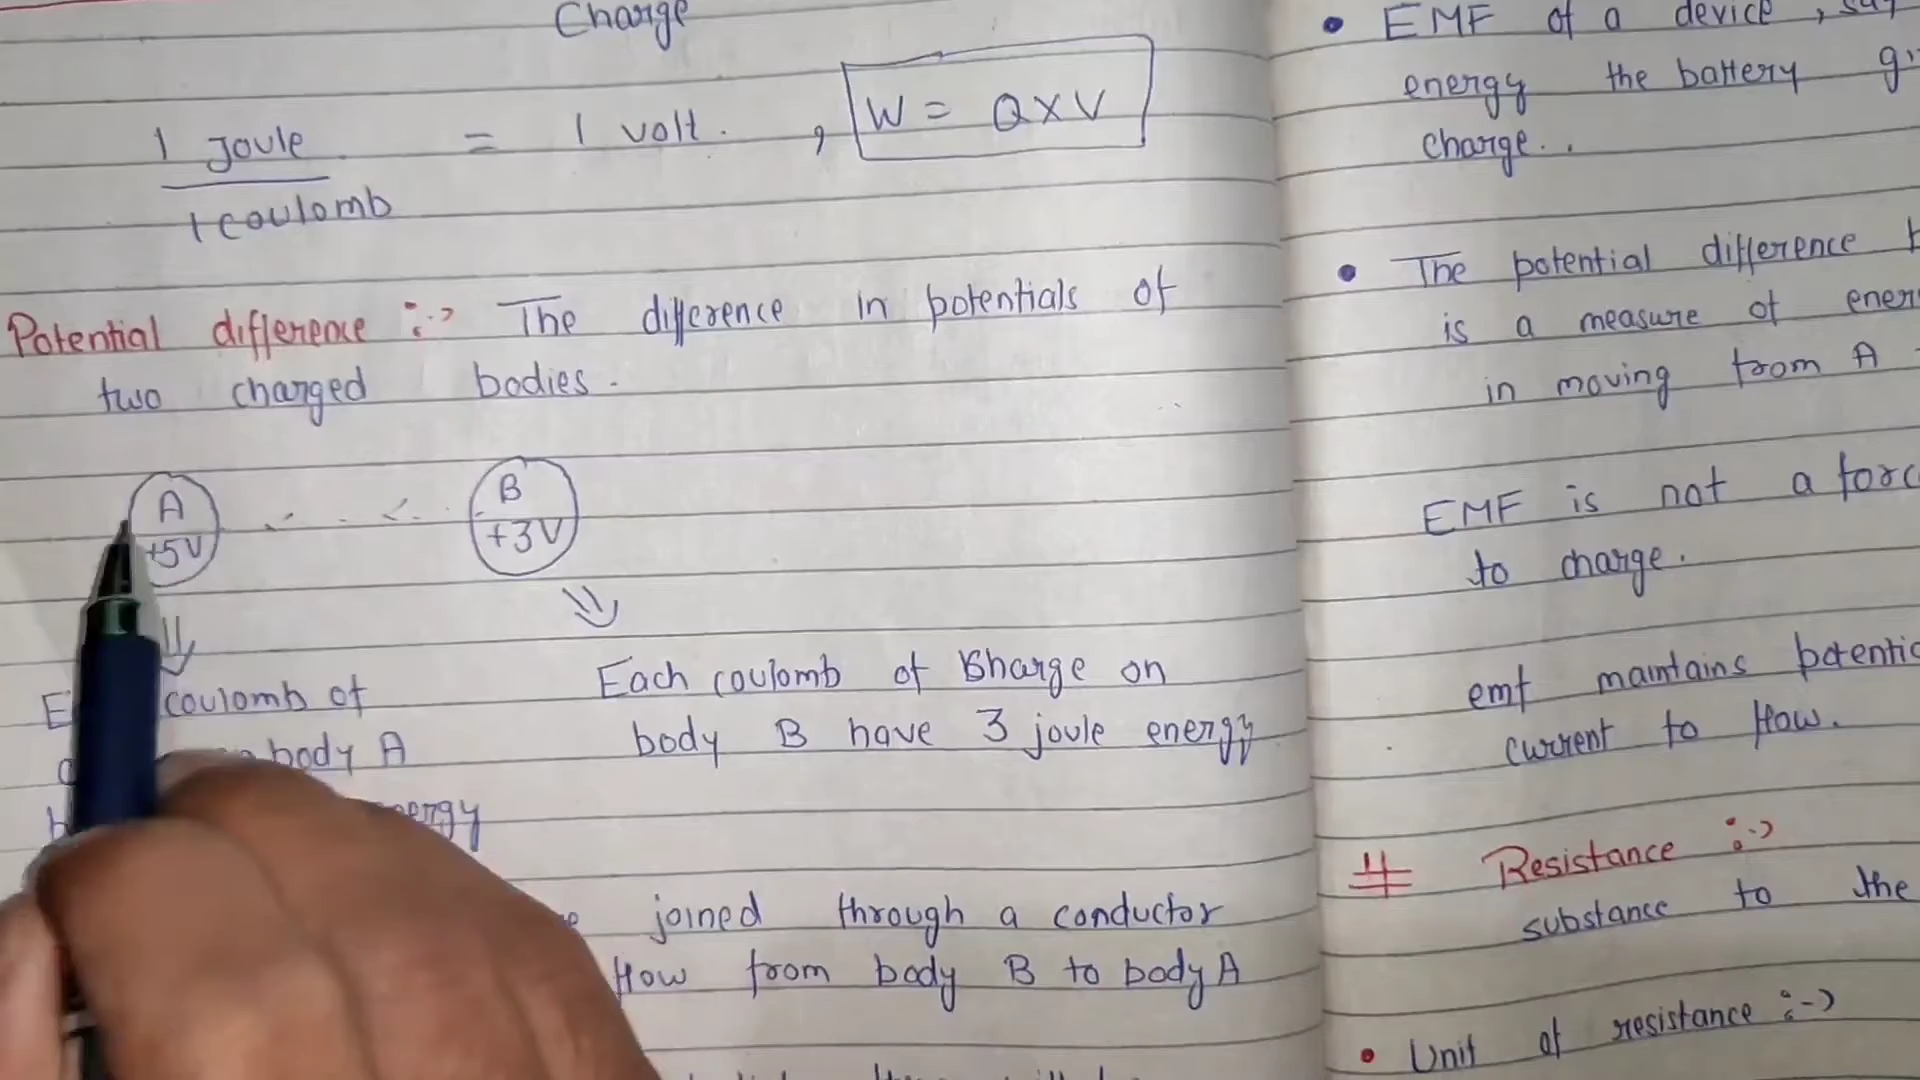 Charge
1 Joule
1 coulomb
= 1 volt. , W = Q x V
Potential difference :-> The difference in potentials of
two charged bodies.
A
+5V
B
+3V
coulomb of
body A
Each coulomb of charge on
body B have 3 joule energy
joined through a conductor
flow from body B to body A
• EMF of a device, say
energy the battery
charge..
• The potential difference
is a measure of
in moving from A
EMF is not a
to charge.
emf maintains
current to flow.
# Resistance :->
substance to the
• Unit of resistance :->